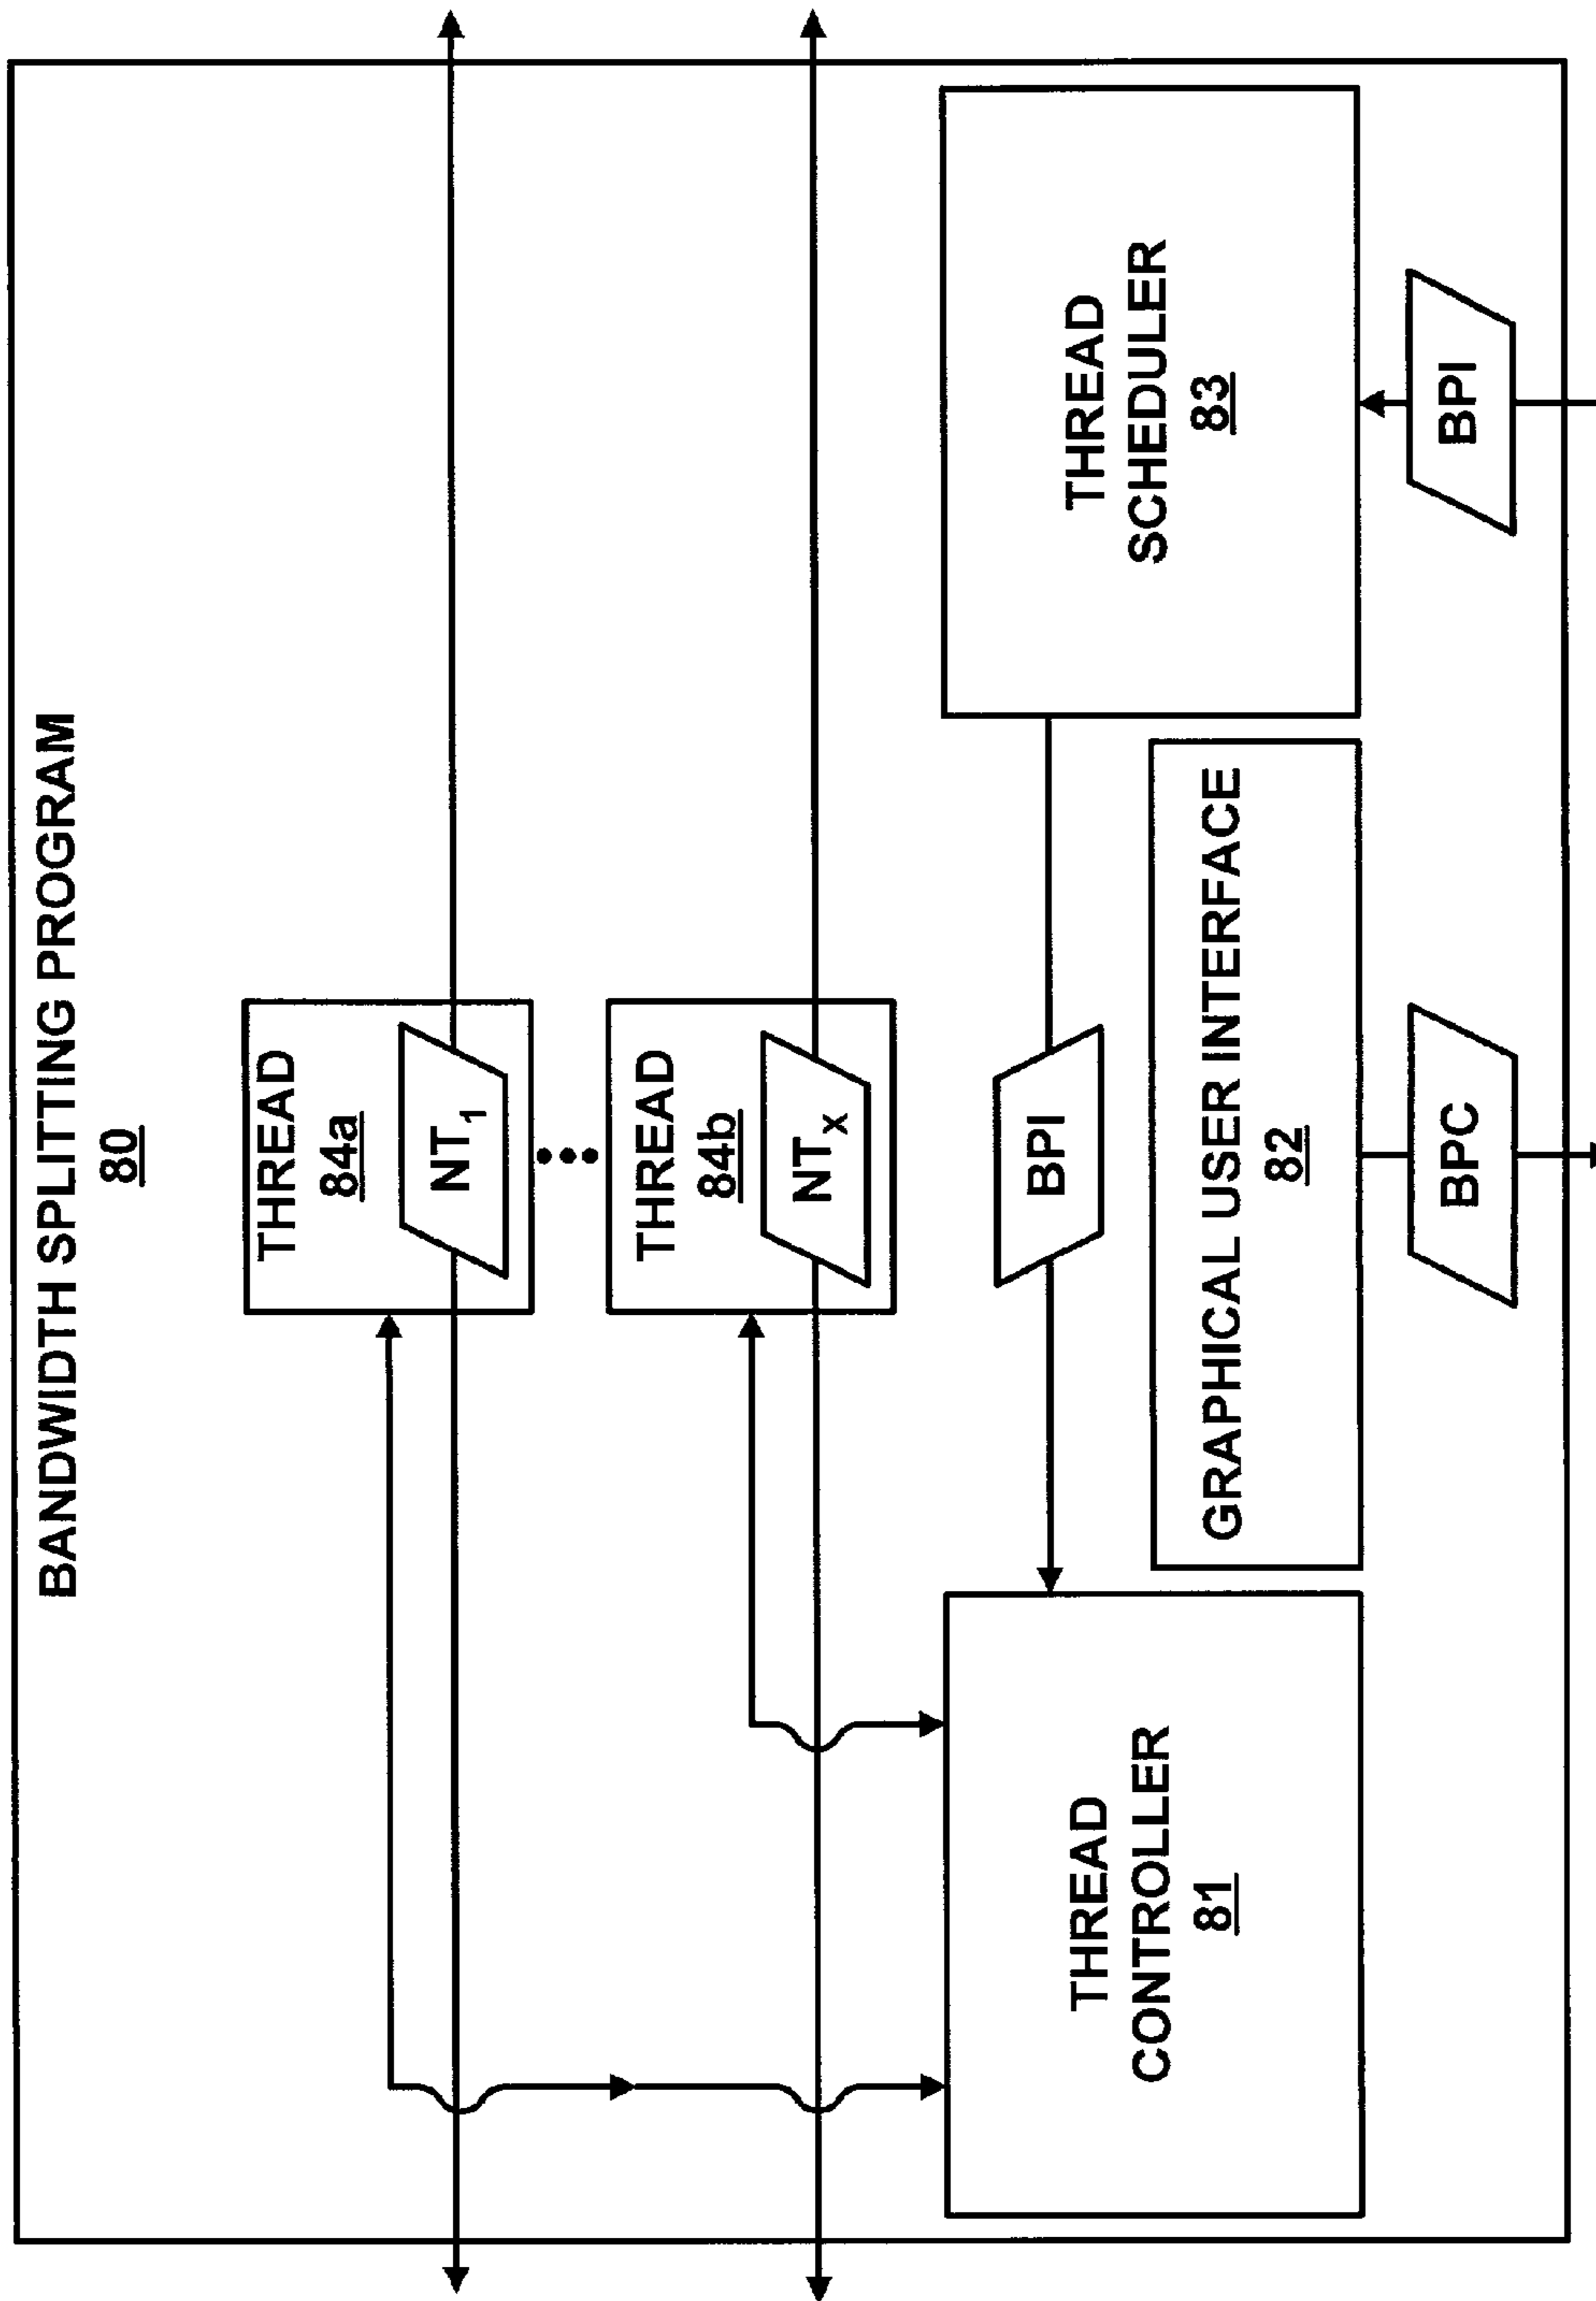 BANDWIDTH SPLITTING PROGRAM
80
THREAD
84a
NT1
THREAD
84b
NTX
BPI
THREAD
CONTROLLER
81
GRAPHICAL USER INTERFACE
82
THREAD
SCHEDULER
83
BPC
BPI